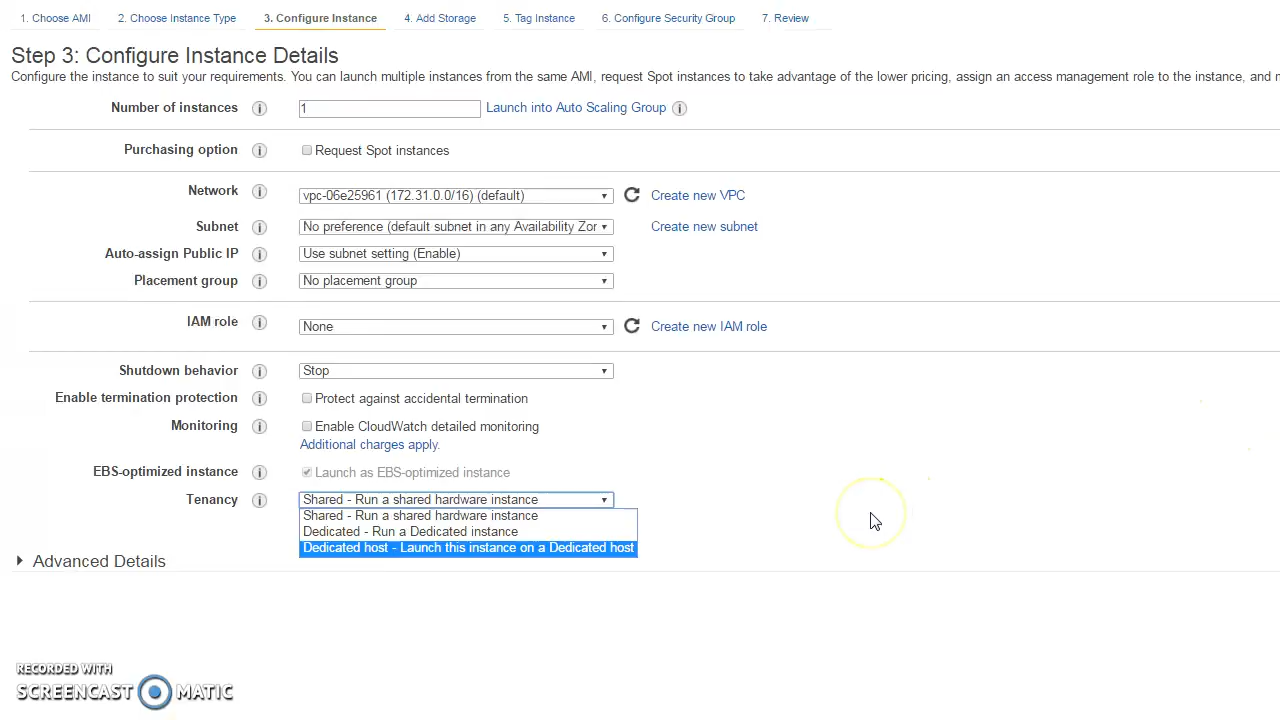 1. Choose AMI 2. Choose Instance Type 3. Configure Instance 4. Add Storage 5. Tag Instance 6. Configure Security Group 7. Review
Step 3: Configure Instance Details
Configure the instance to suit your requirements. You can launch multiple instances from the same AMI, request Spot instances to take advantage of the lower pricing, assign an access management role to the instance, and
Number of instances 1 Launch into Auto Scaling Group
Purchasing option Request Spot instances
Network vpc-06e25961 (172.31.0.0/16) (default) Create new VPC
Subnet No preference (default subnet in any Availability Zor Create new subnet
Auto-assign Public IP Use subnet setting (Enable)
Placement group No placement group
IAM role None Create new IAM role
Shutdown behavior Stop
Enable termination protection Protect against accidental termination
Monitoring Enable CloudWatch detailed monitoring
Additional charges apply.
EBS-optimized instance Launch as EBS-optimized instance
Tenancy Shared - Run a shared hardware instance
Shared - Run a shared hardware instance
Dedicated - Run a Dedicated instance
Dedicated host - Launch this instance on a Dedicated host
Advanced Details
RECORDED WITH
SCREENCAST MATIC